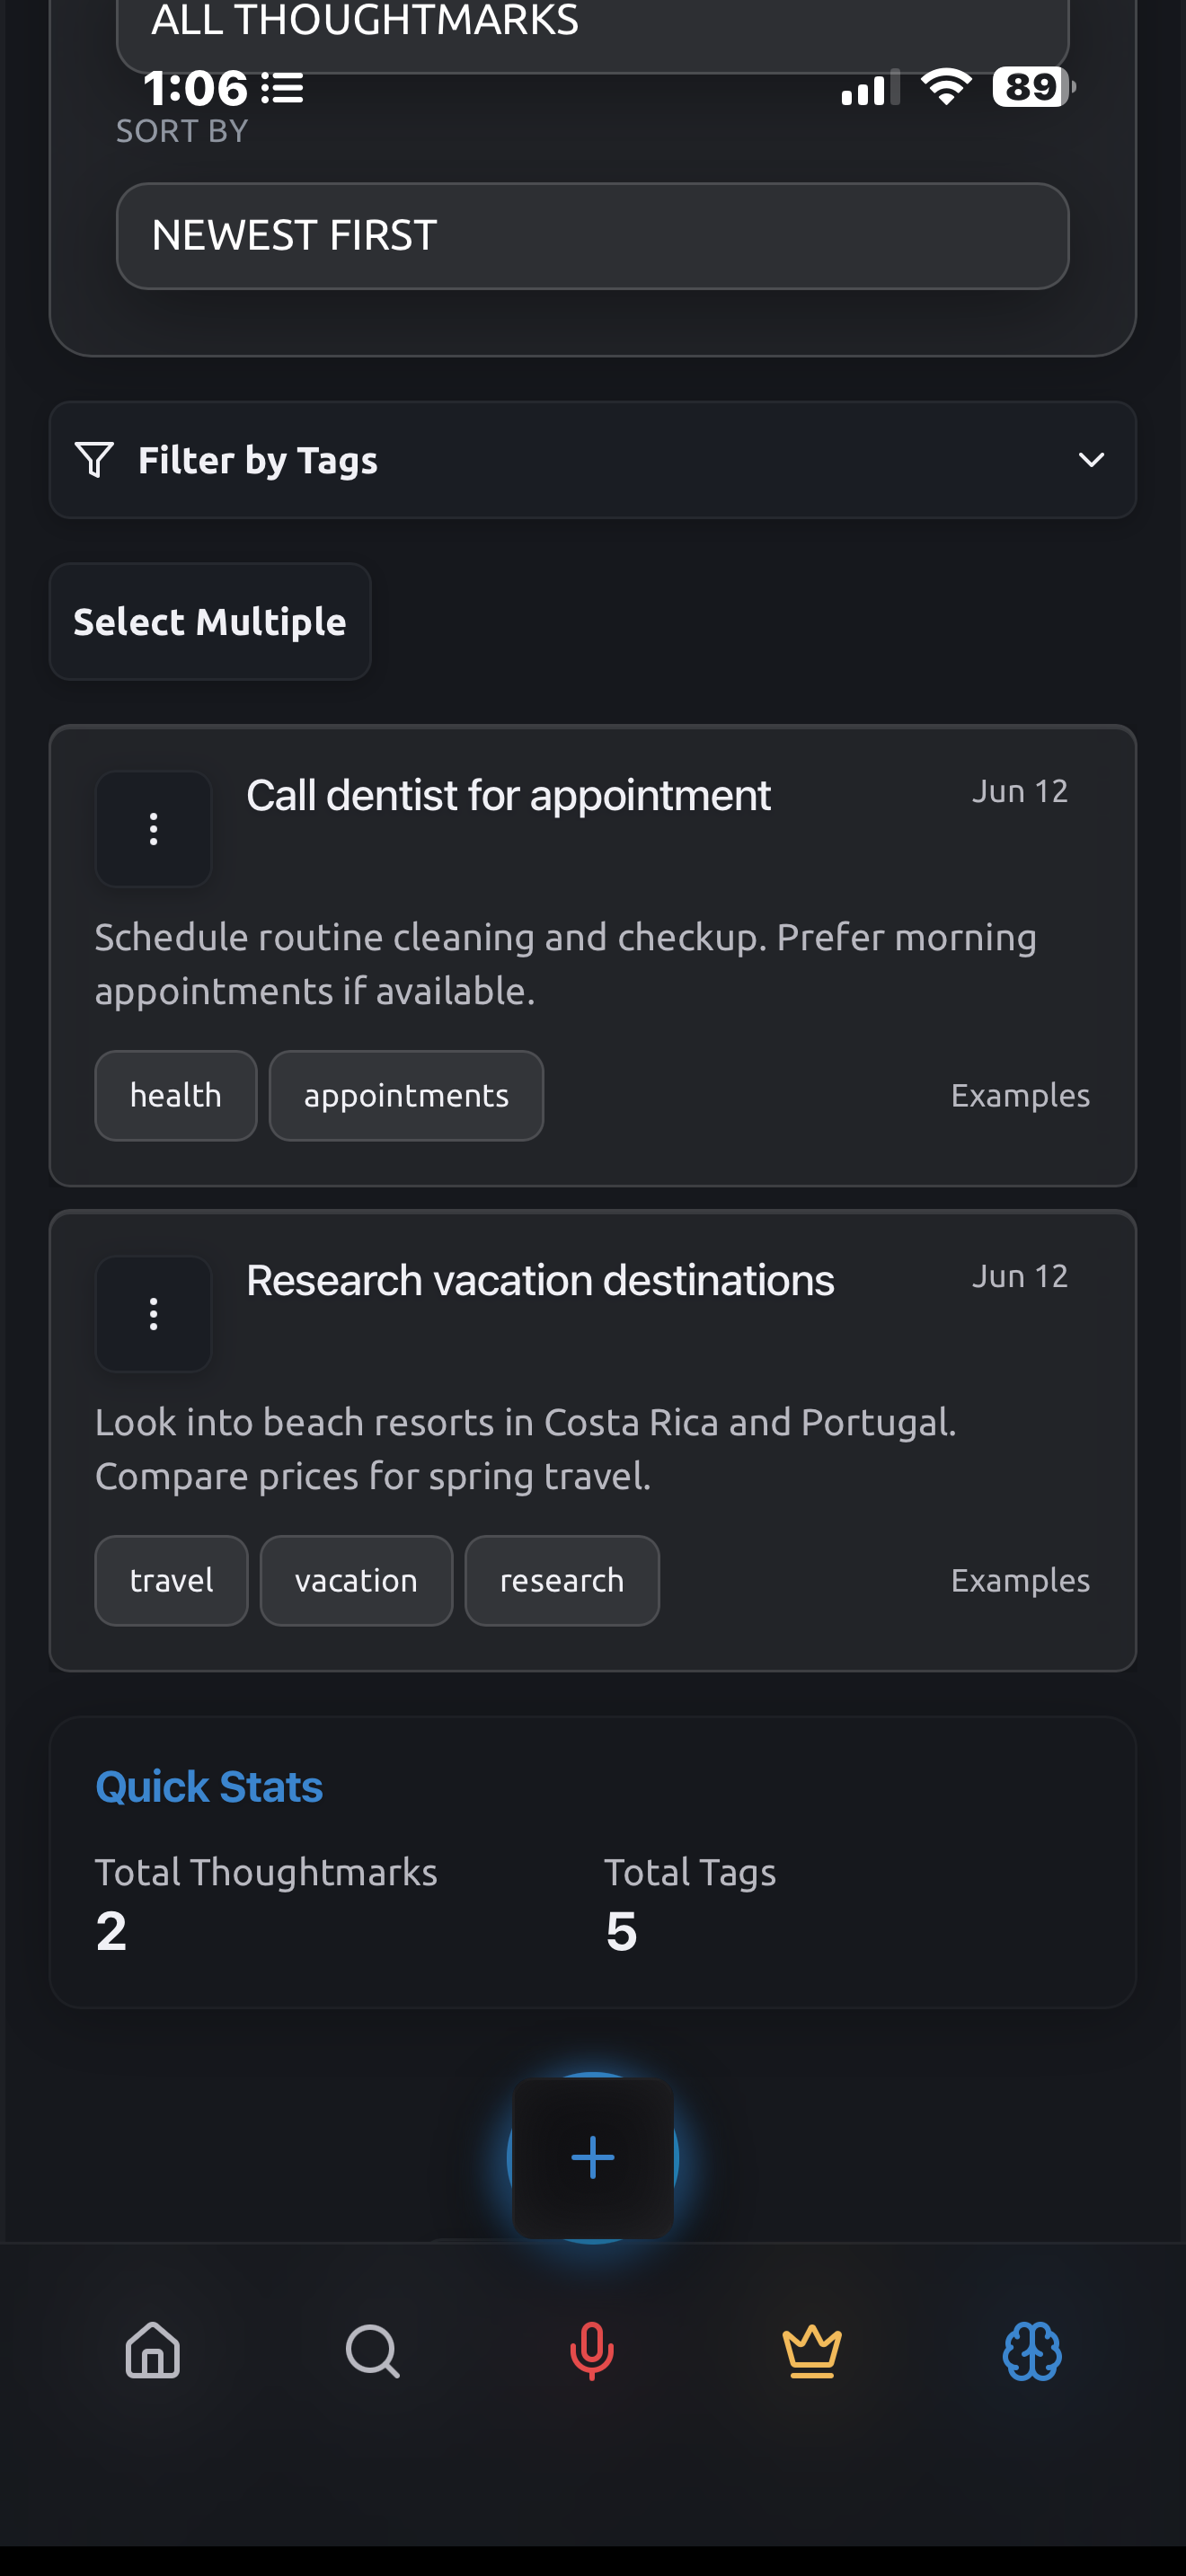 ALL THOUGHTMARKS
1:06
89
SORT BY
NEWEST FIRST
Filter by Tags
Select Multiple
Call dentist for appointment
Jun 12
Schedule routine cleaning and checkup. Prefer morning
appointments if available.
health
appointments
Examples
Research vacation destinations
Jun 12
Look into beach resorts in Costa Rica and Portugal.
Compare prices for spring travel.
travel
vacation
research
Examples
Quick Stats
Total Thoughtmarks
Total Tags
2
5